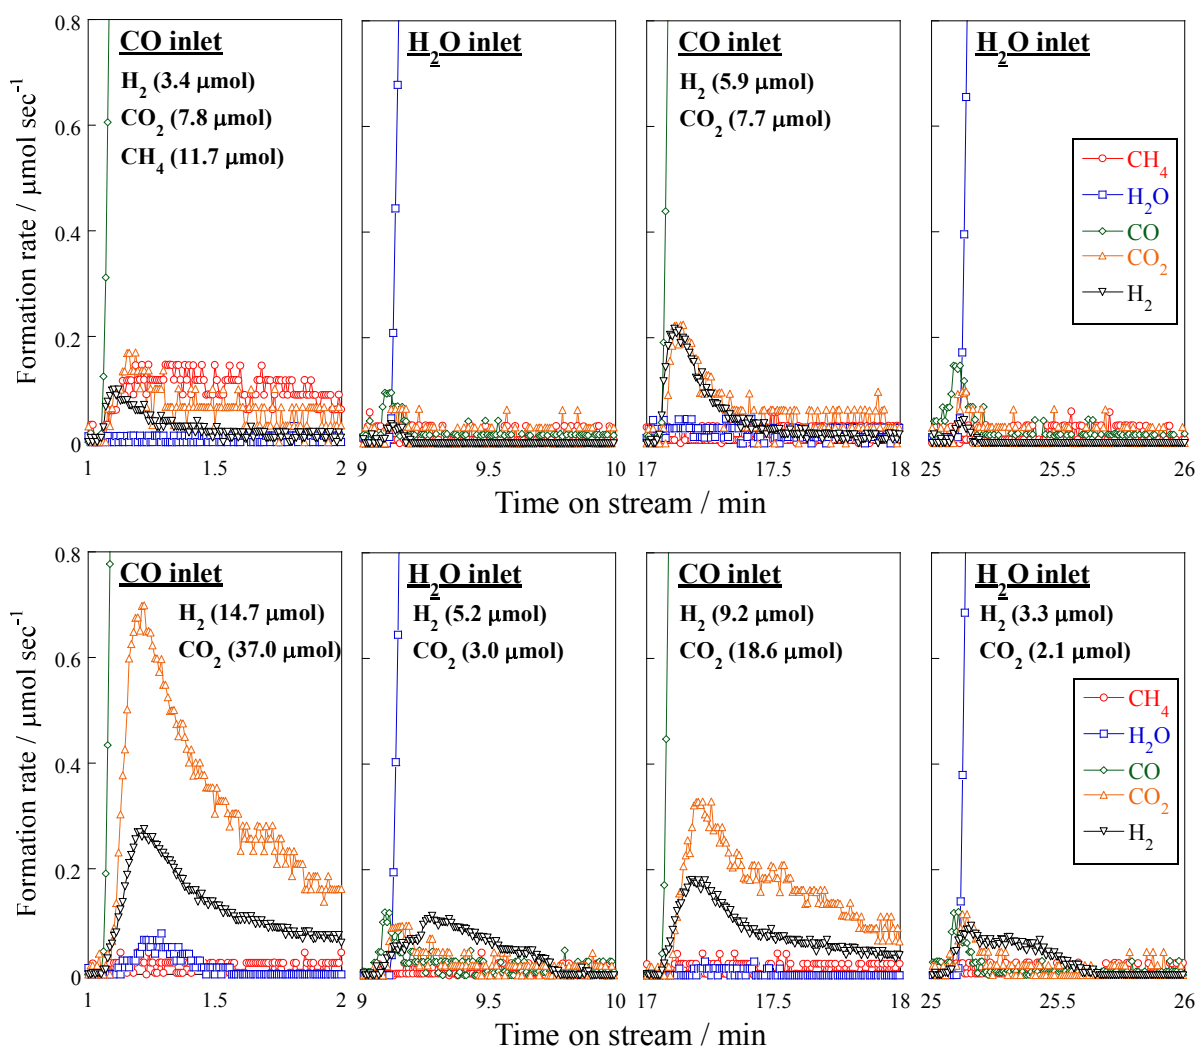 Formation rate / μmol sec⁻¹
0.8
0.6
0.4
0.2
0
CO inlet
H₂ (3.4 μmol)
CO₂ (7.8 μmol)
CH₄ (11.7 μmol)
H₂O inlet
CO inlet
H₂ (5.9 μmol)
CO₂ (7.7 μmol)
H₂O inlet
CH₄
H₂O
CO
CO₂
H₂
1 1.5 2 9 9.5 10 17 17.5 18 25 25.5 26
Time on stream / min
Formation rate / μmol sec⁻¹
0.8
0.6
0.4
0.2
0
CO inlet
H₂ (14.7 μmol)
CO₂ (37.0 μmol)
H₂O inlet
H₂ (5.2 μmol)
CO₂ (3.0 μmol)
CO inlet
H₂ (9.2 μmol)
CO₂ (18.6 μmol)
H₂O inlet
H₂ (3.3 μmol)
CO₂ (2.1 μmol)
CH₄
H₂O
CO
CO₂
H₂
1 1.5 2 9 9.5 10 17 17.5 18 25 25.5 26
Time on stream / min